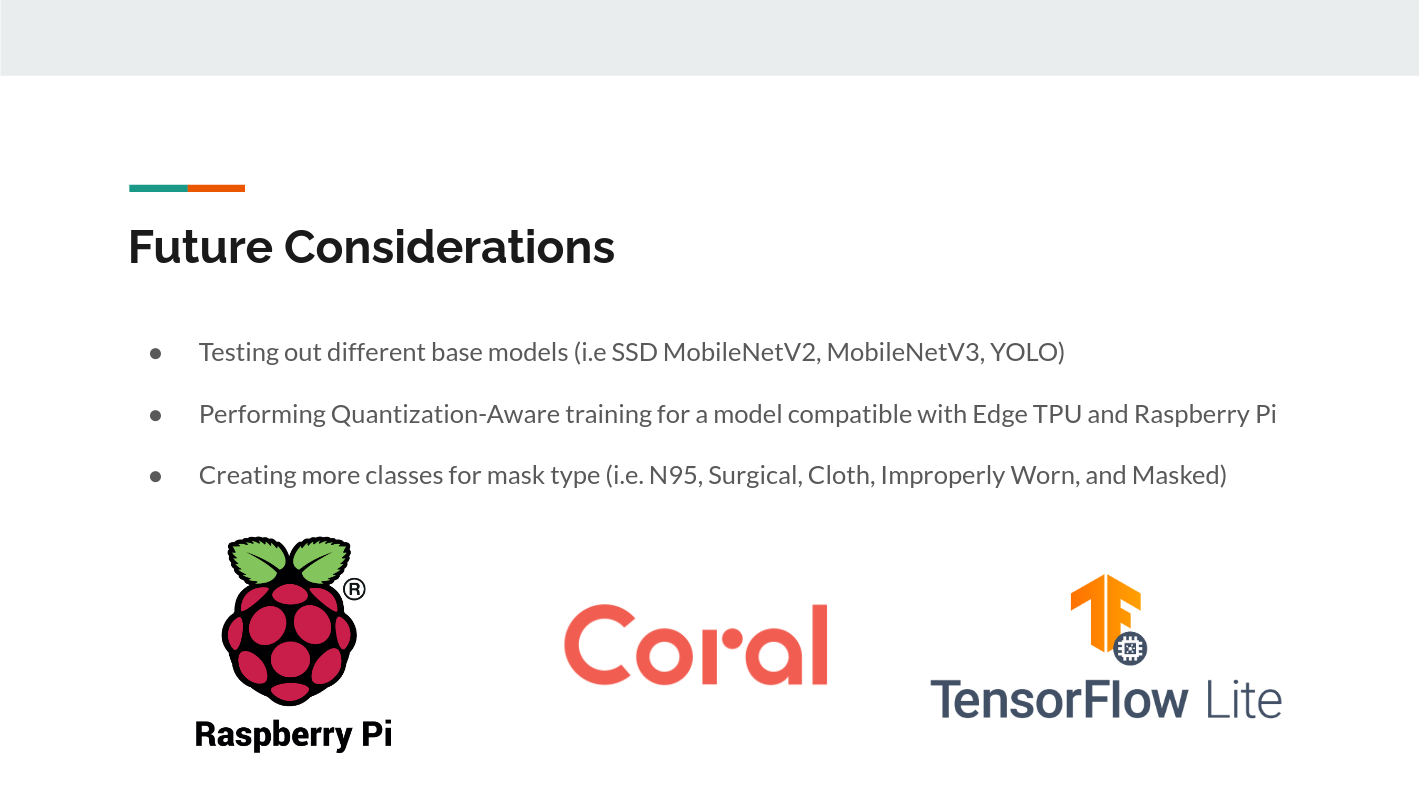 Future Considerations
● Testing out different base models (i.e SSD MobileNetV2, MobileNetV3, YOLO)
● Performing Quantization-Aware training for a model compatible with Edge TPU and Raspberry Pi
● Creating more classes for mask type (i.e. N95, Surgical, Cloth, Improperly Worn, and Masked)
®
Raspberry Pi
Coral
TensorFlow Lite